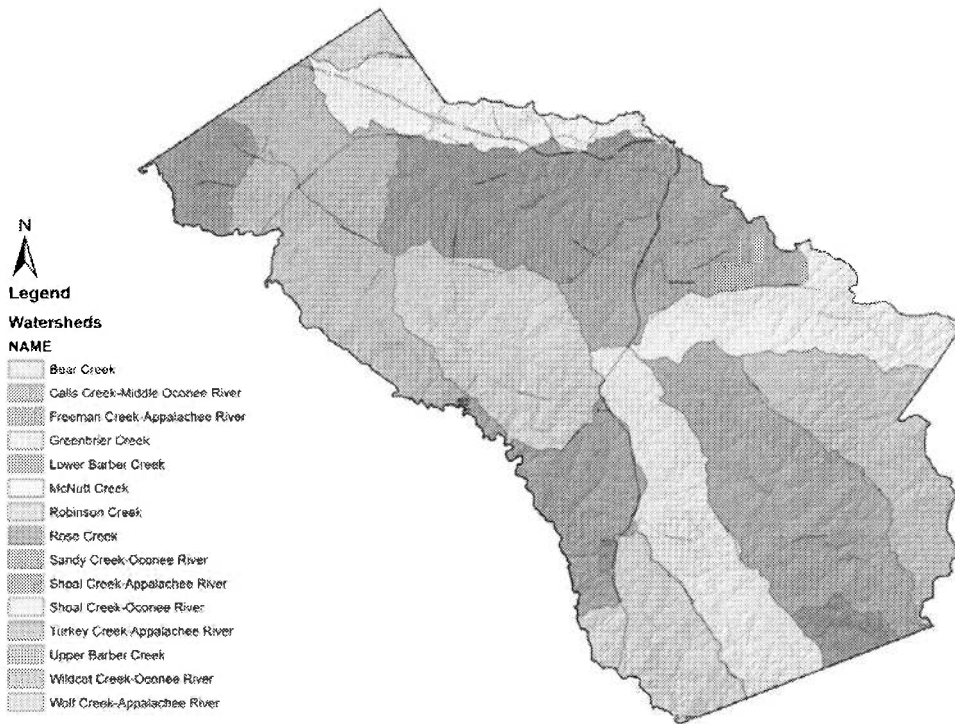 N
Legend
Watersheds
NAME
Bear Creek
Calls Creek-Middle Oconee River
Freeman Creek-Appalachee River
Greenbrier Creek
Lower Barber Creek
McNutt Creek
Robinson Creek
Rose Creek
Sandy Creek-Oconee River
Shoal Creek-Appalachee River
Shoal Creek-Oconee River
Turkey Creek-Appalachee River
Upper Barber Creek
Wildcat Creek-Oconee River
Wolf Creek-Appalachee River